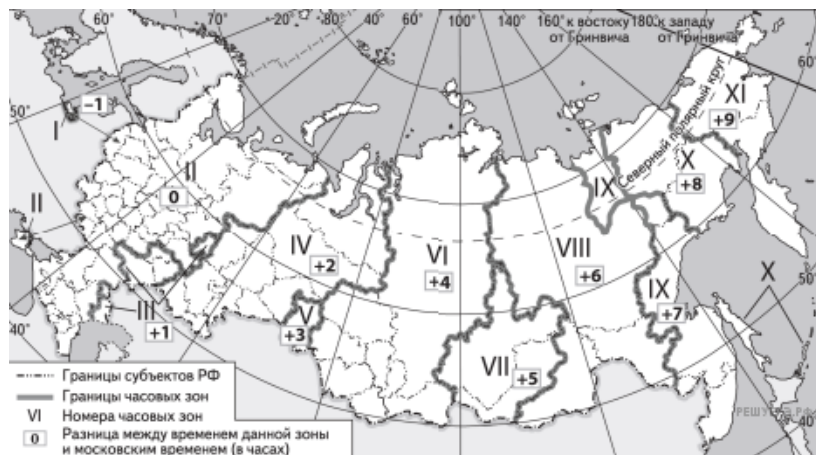 60° 70° 80° 20° 40° 60° 100° 140° 160° к востоку от Гринвича 180° к западу от Гринвича
60°
50°
−1
I
II
0
II
III
+1
40°
IV
+2
V
+3
VI
+4
VII
+5
VIII
+6
IX
Северный полярный круг
IX
+7
X
+8
XI
+9
X
50°
40°
Границы субъектов РФ
Границы часовых зон
VI Номера часовых зон
0 Разница между временем данной зоны
и московским временем (в часах)
РЕШУЕГЭ.РФ